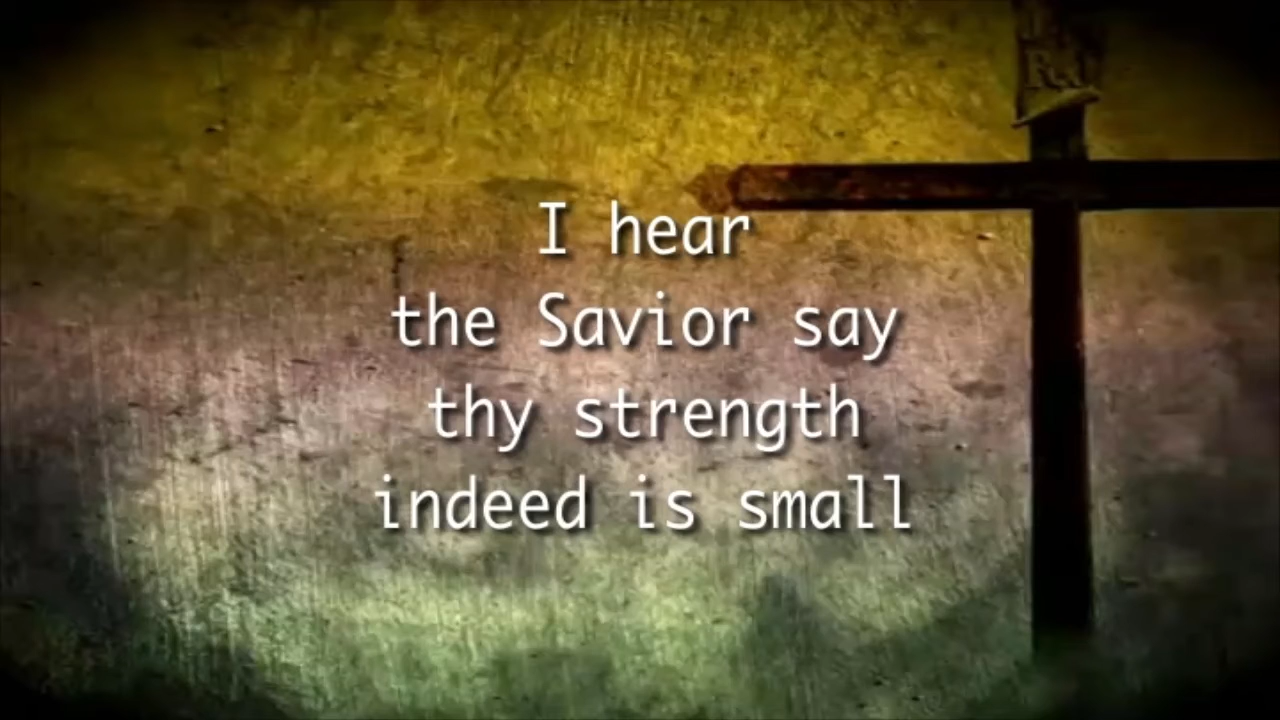 I hear
the Savior say
thy strength
indeed is small